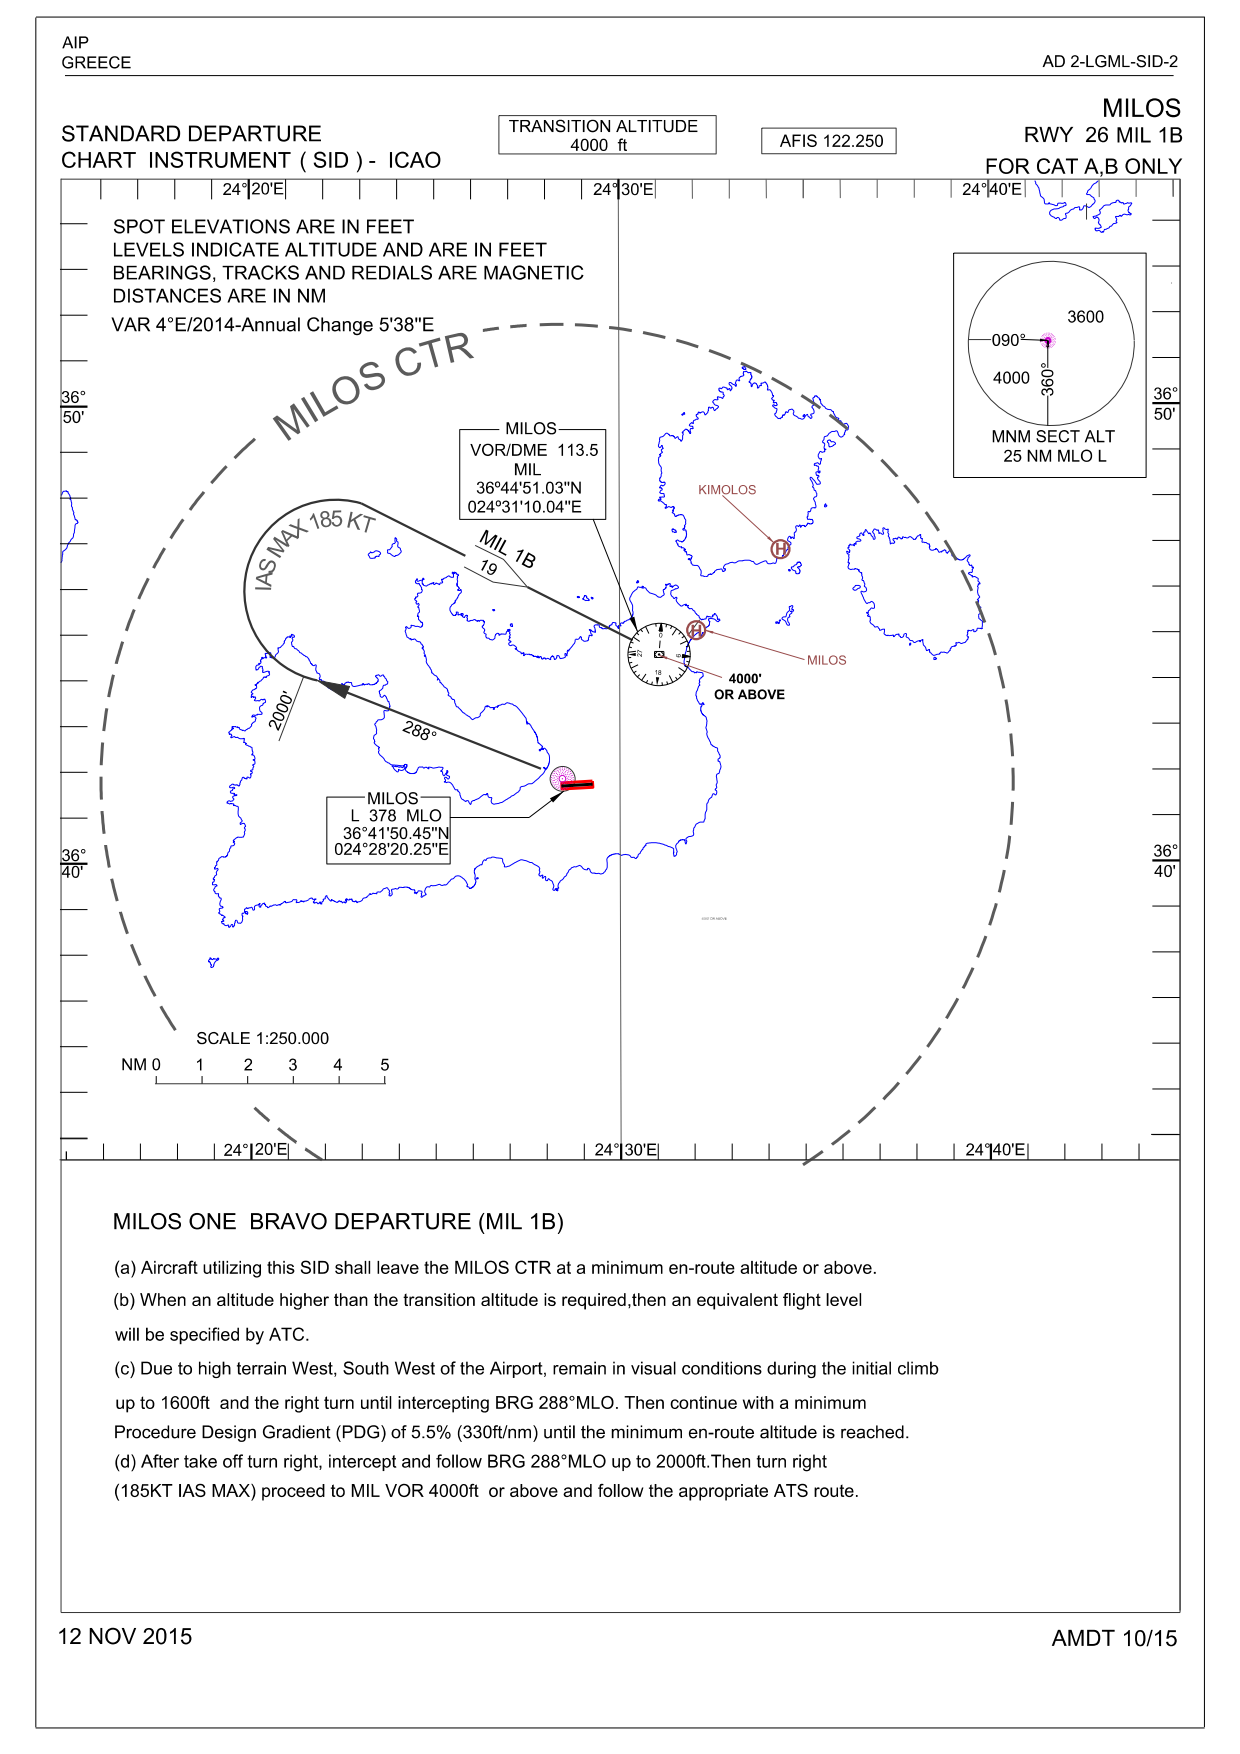 AIP
GREECE
AD 2-LGML-SID-2
MILOS
STANDARD DEPARTURE
CHART INSTRUMENT ( SID ) - ICAO
TRANSITION ALTITUDE
4000 ft
AFIS 122.250
RWY 26 MIL 1B
FOR CAT A,B ONLY
24°20'E
24°30'E
24°40'E
SPOT ELEVATIONS ARE IN FEET
LEVELS INDICATE ALTITUDE AND ARE IN FEET
BEARINGS, TRACKS AND REDIALS ARE MAGNETIC
DISTANCES ARE IN NM
VAR 4°E/2014-Annual Change 5'38"E
MILOS CTR
3600
090°
4000
360°
MNM SECT ALT
25 NM MLO L
36°
50'
36°
50'
MILOS
VOR/DME 113.5
MIL
36º44'51.03"N
024º31'10.04"E
KIMOLOS
H
IAS MAX 185 KT
MIL 1B
19
H
MILOS
0
9
18
27
4000'
OR ABOVE
2000'
288°
MILOS
L 378 MLO
36°41'50.45"N
024°28'20.25"E
36°
40'
36°
40'
SCALE 1:250.000
NM 0 1 2 3 4 5
24°20'E
24°30'E
24°40'E
MILOS ONE BRAVO DEPARTURE (MIL 1B)
(a) Aircraft utilizing this SID shall leave the MILOS CTR at a minimum en-route altitude or above.
(b) When an altitude higher than the transition altitude is required,then an equivalent flight level
will be specified by ATC.
(c) Due to high terrain West, South West of the Airport, remain in visual conditions during the initial climb
up to 1600ft and the right turn until intercepting BRG 288°MLO. Then continue with a minimum
Procedure Design Gradient (PDG) of 5.5% (330ft/nm) until the minimum en-route altitude is reached.
(d) After take off turn right, intercept and follow BRG 288°MLO up to 2000ft.Then turn right
(185KT IAS MAX) proceed to MIL VOR 4000ft or above and follow the appropriate ATS route.
12 NOV 2015
AMDT 10/15